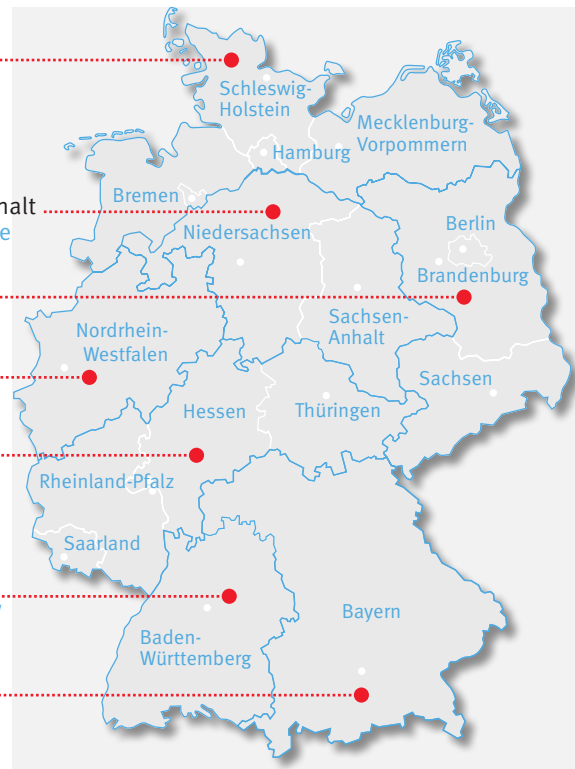 Schleswig-
Holstein
Mecklenburg-
Vorpommern
Hamburg
Bremen
halt
e
Niedersachsen
Berlin
Brandenburg
Sachsen-
Anhalt
Nordrhein-
Westfalen
Sachsen
Hessen
Thüringen
Rheinland-Pfalz
Saarland
Bayern
Baden-
Württemberg